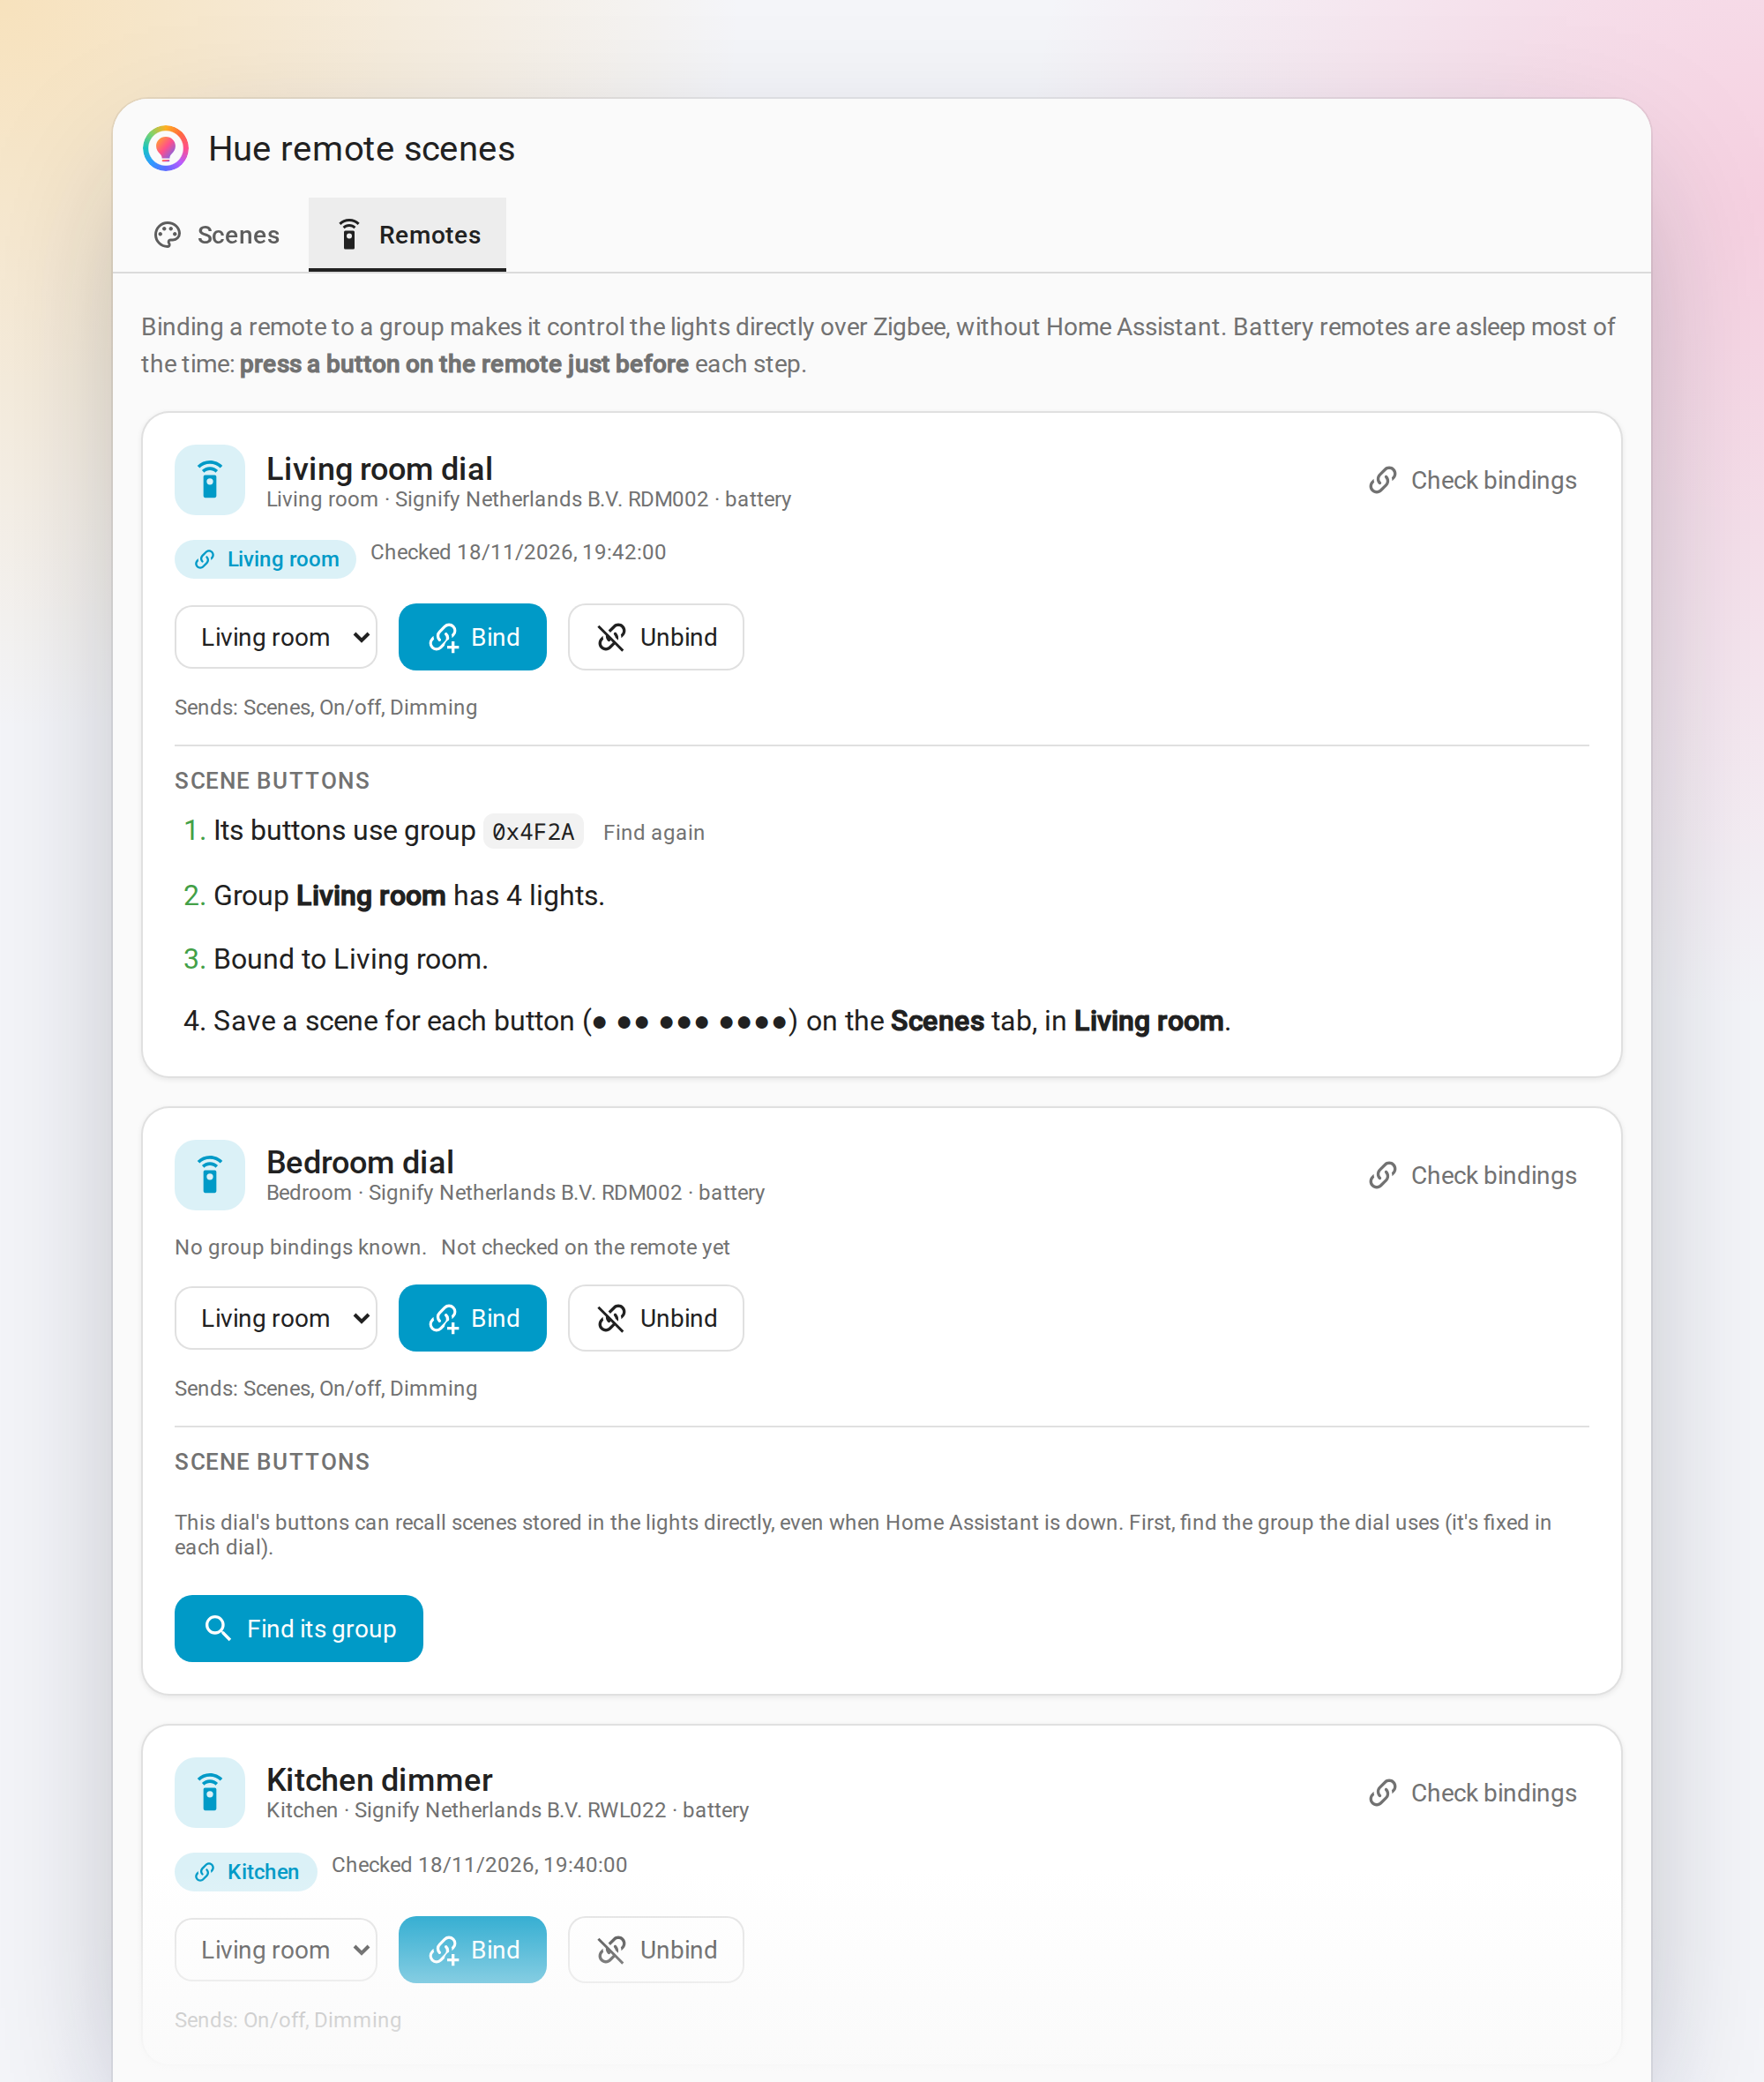 Hue remote scenes
Scenes
Remotes
Binding a remote to a group makes it control the lights directly over Zigbee, without Home Assistant. Battery remotes are asleep most of
the time: press a button on the remote just before each step.
Living room dial
Living room · Signify Netherlands B.V. RDM002 · battery
Check bindings
Living room
Checked 18/11/2026, 19:42:00
Living room
Bind
Unbind
Sends: Scenes, On/off, Dimming
SCENE BUTTONS
1. Its buttons use group 0x4F2A Find again
2. Group Living room has 4 lights.
3. Bound to Living room.
4. Save a scene for each button (● ●● ●●● ●●●●) on the Scenes tab, in Living room.
Bedroom dial
Bedroom · Signify Netherlands B.V. RDM002 · battery
Check bindings
No group bindings known. Not checked on the remote yet
Living room
Bind
Unbind
Sends: Scenes, On/off, Dimming
SCENE BUTTONS
This dial's buttons can recall scenes stored in the lights directly, even when Home Assistant is down. First, find the group the dial uses (it's fixed in
each dial).
Find its group
Kitchen dimmer
Kitchen · Signify Netherlands B.V. RWL022 · battery
Check bindings
Kitchen
Checked 18/11/2026, 19:40:00
Living room
Bind
Unbind
Sends: On/off, Dimming